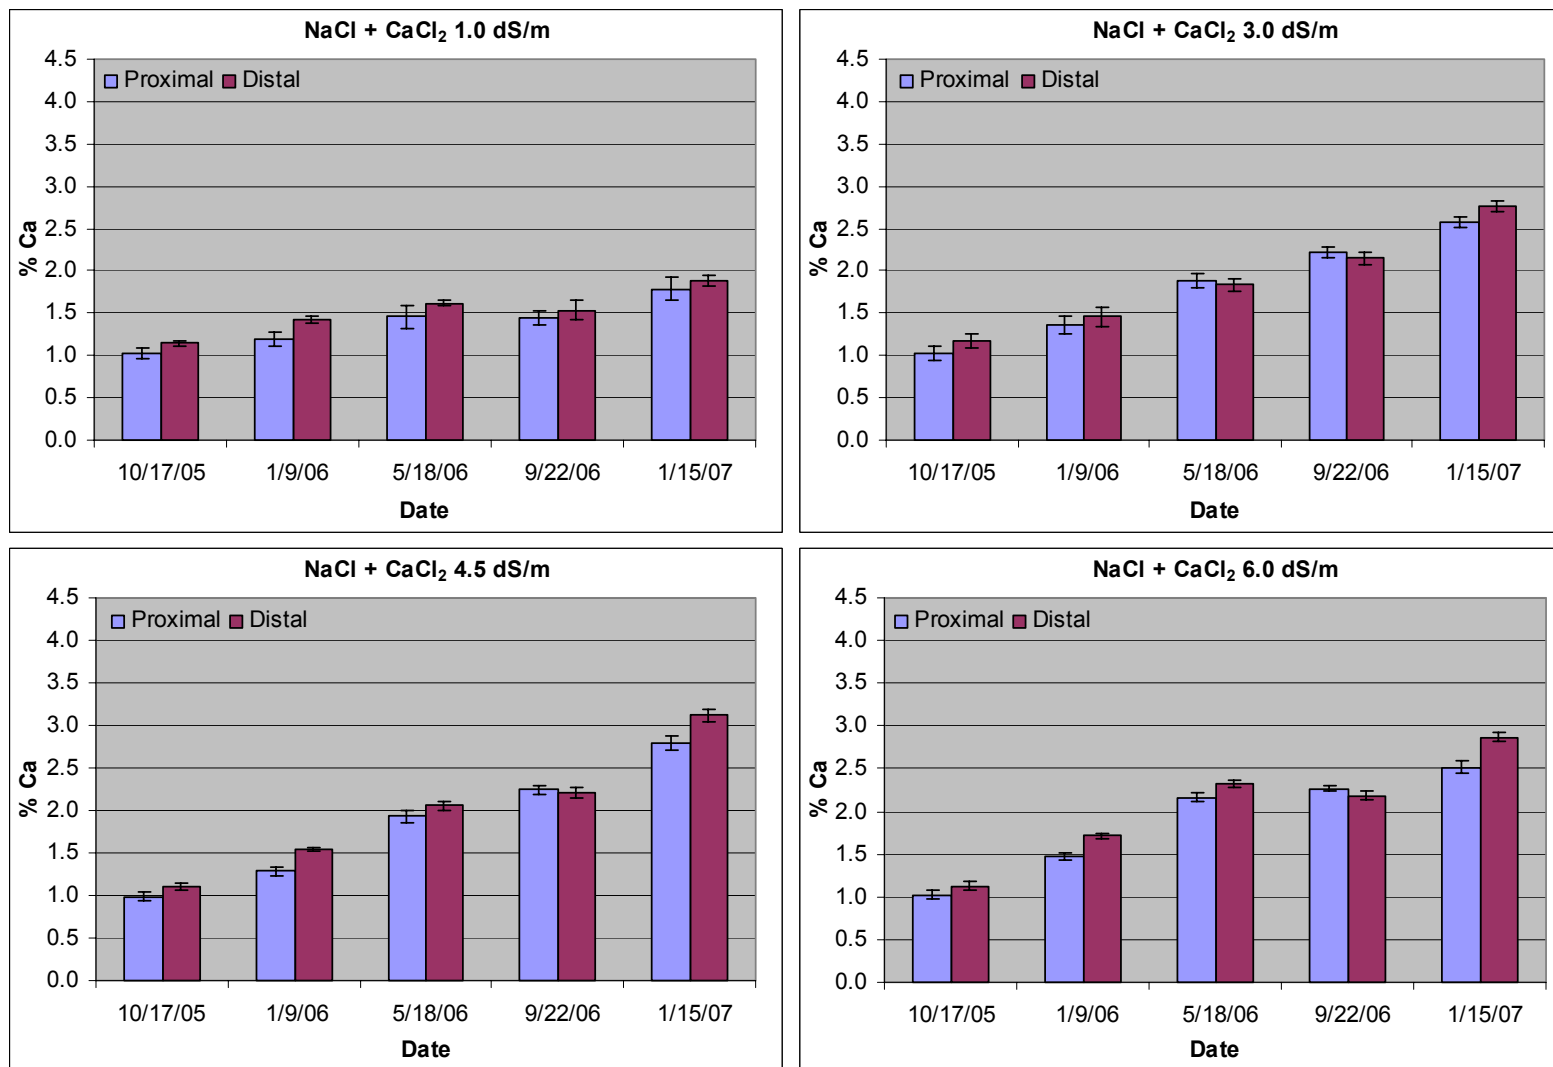 NaCl + CaCl₂ 1.0 dS/m
4.5
4.0
3.5
3.0
2.5
2.0
1.5
1.0
0.5
0.0
% Ca
Proximal Distal
10/17/05 1/9/06 5/18/06 9/22/06 1/15/07
Date
NaCl + CaCl₂ 3.0 dS/m
4.5
4.0
3.5
3.0
2.5
2.0
1.5
1.0
0.5
0.0
% Ca
Proximal Distal
10/17/05 1/9/06 5/18/06 9/22/06 1/15/07
Date
NaCl + CaCl₂ 4.5 dS/m
4.5
4.0
3.5
3.0
2.5
2.0
1.5
1.0
0.5
0.0
% Ca
Proximal Distal
10/17/05 1/9/06 5/18/06 9/22/06 1/15/07
Date
NaCl + CaCl₂ 6.0 dS/m
4.5
4.0
3.5
3.0
2.5
2.0
1.5
1.0
0.5
0.0
% Ca
Proximal Distal
10/17/05 1/9/06 5/18/06 9/22/06 1/15/07
Date